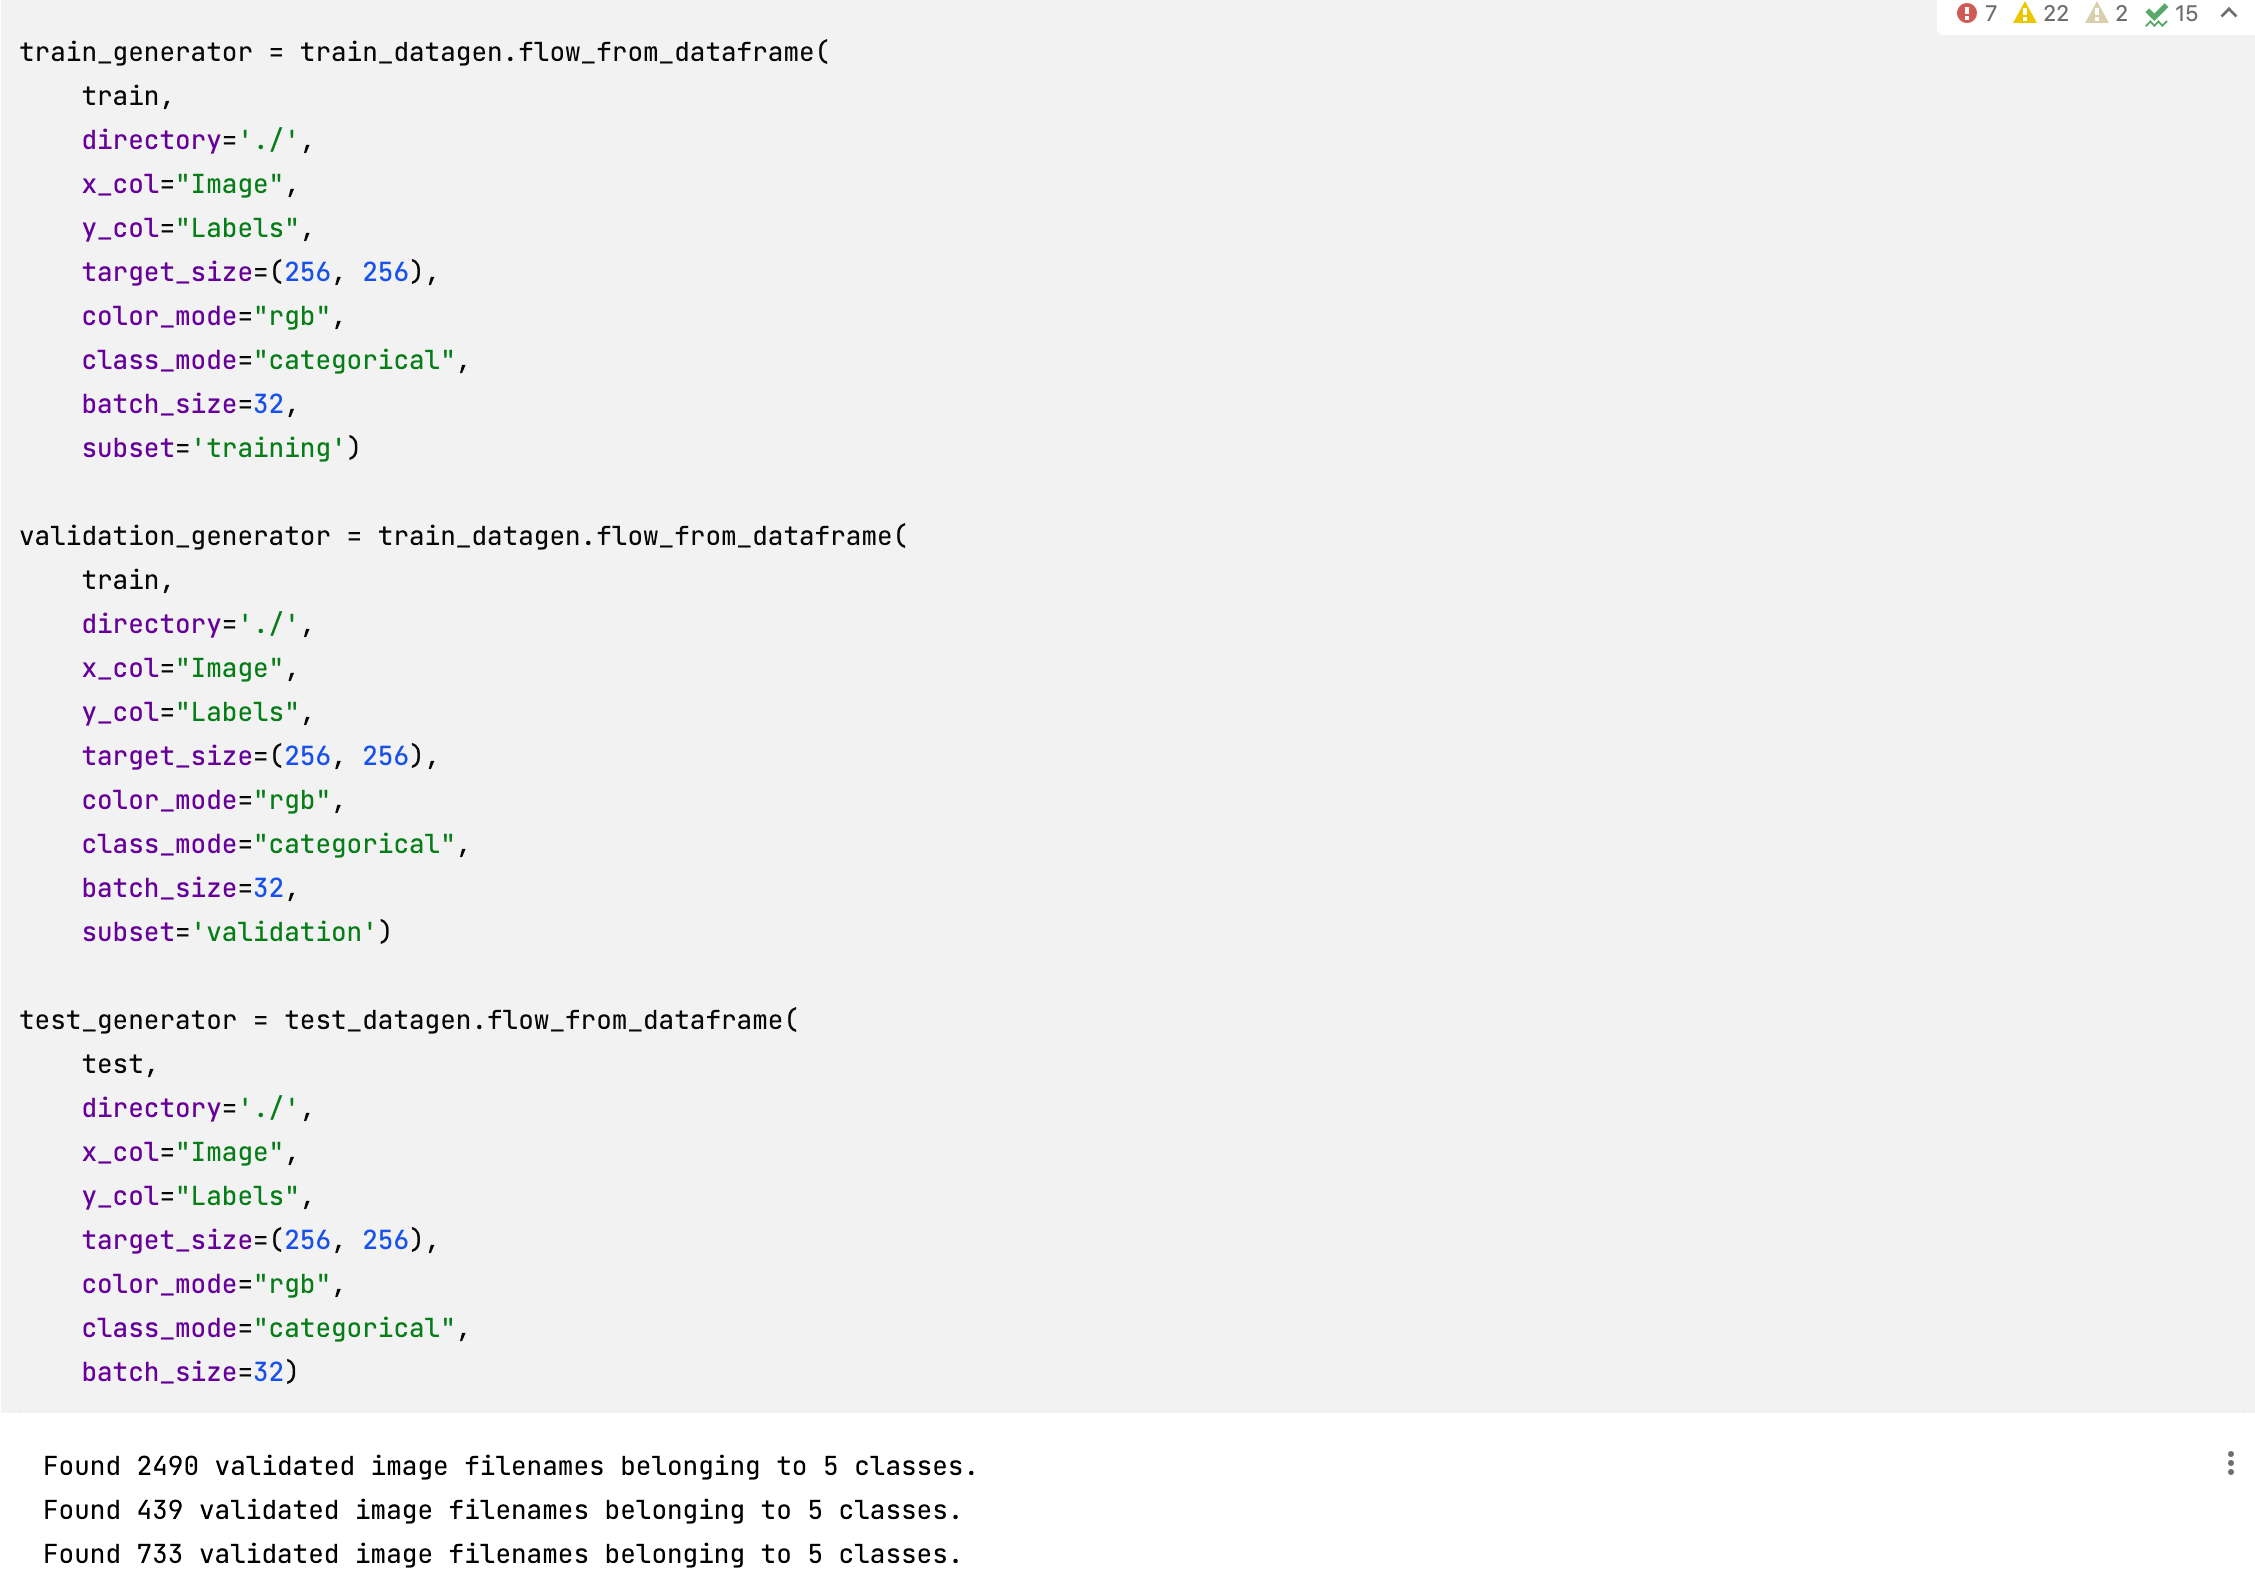 7 22 2 15
train_generator = train_datagen.flow_from_dataframe(
    train,
    directory='./',
    x_col="Image",
    y_col="Labels",
    target_size=(256, 256),
    color_mode="rgb",
    class_mode="categorical",
    batch_size=32,
    subset='training')
validation_generator = train_datagen.flow_from_dataframe(
    train,
    directory='./',
    x_col="Image",
    y_col="Labels",
    target_size=(256, 256),
    color_mode="rgb",
    class_mode="categorical",
    batch_size=32,
    subset='validation')
test_generator = test_datagen.flow_from_dataframe(
    test,
    directory='./',
    x_col="Image",
    y_col="Labels",
    target_size=(256, 256),
    color_mode="rgb",
    class_mode="categorical",
    batch_size=32)
Found 2490 validated image filenames belonging to 5 classes.
Found 439 validated image filenames belonging to 5 classes.
Found 733 validated image filenames belonging to 5 classes.